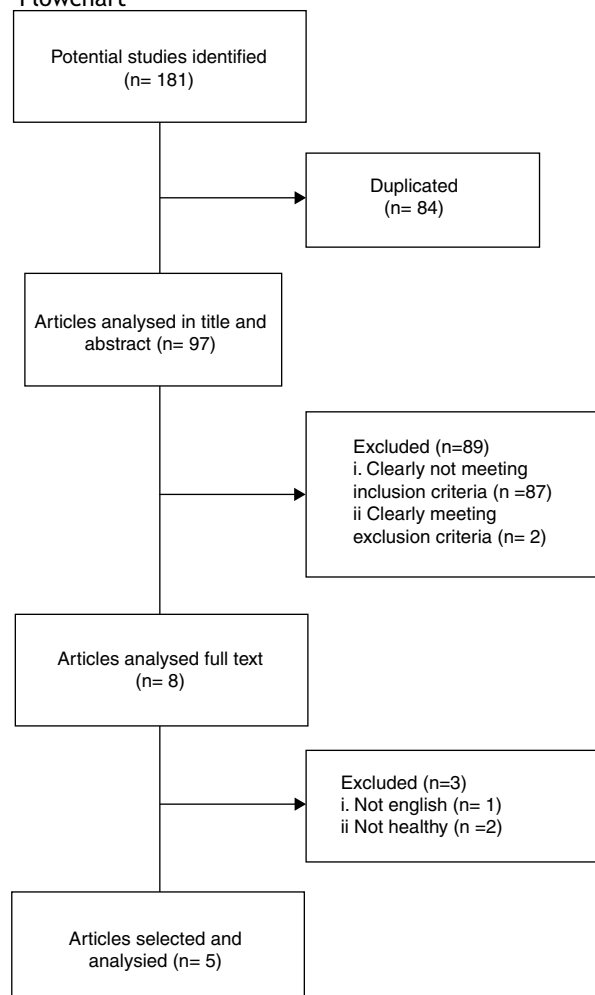 Flowchart
Potential studies identified
(n= 181)
Duplicated
(n= 84)
Articles analysed in title and
abstract (n= 97)
Excluded (n=89)
i. Clearly not meeting
inclusion criteria (n =87)
ii Clearly meeting
exclusion criteria (n= 2)
Articles analysed full text
(n= 8)
Excluded (n=3)
i. Not english (n= 1)
ii Not healthy (n =2)
Articles selected and
analysied (n= 5)